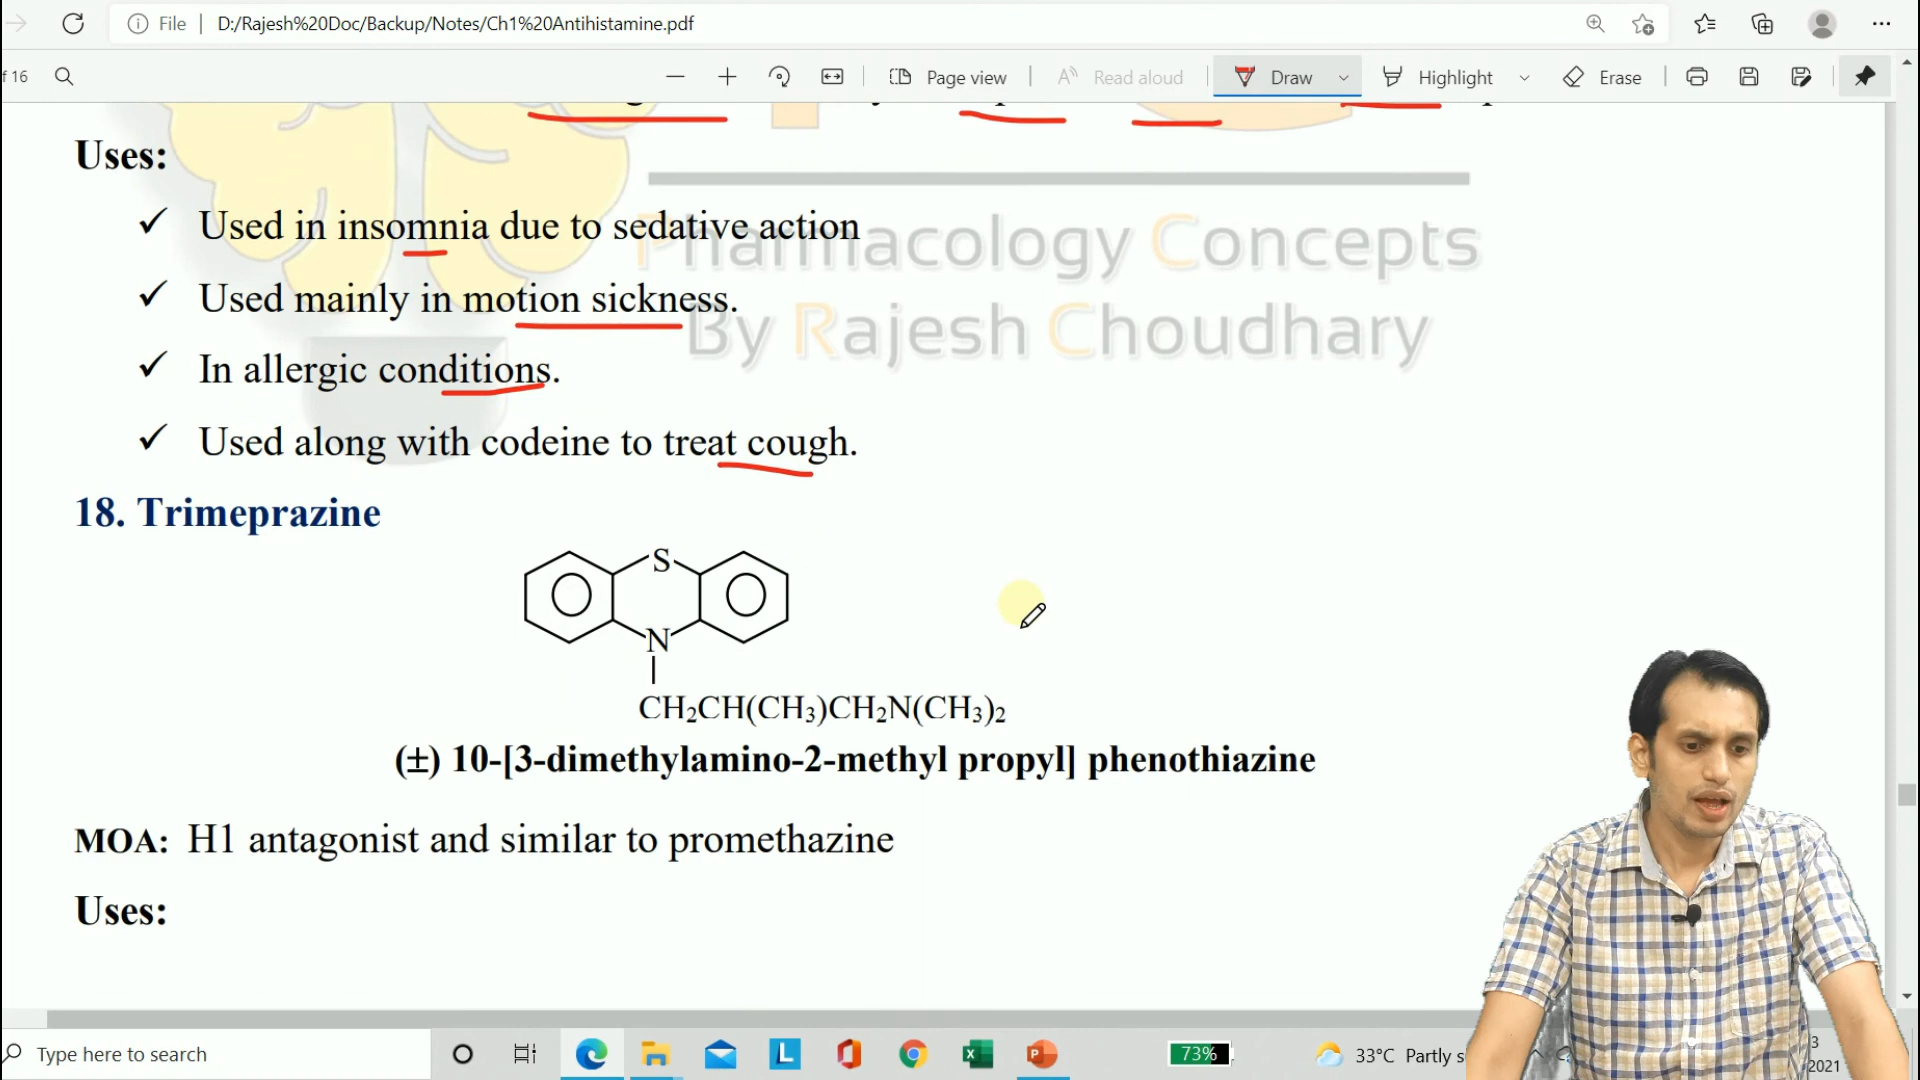 File D:/Rajesh%20Doc/Backup/Notes/Ch1%20Antihistamine.pdf
f 16 Page view Read aloud Draw Highlight Erase
Uses:
✓ Used in insomnia due to sedative action
Pharmacology Concepts
✓ Used mainly in motion sickness.
By Rajesh Choudhary
✓ In allergic conditions.
✓ Used along with codeine to treat cough.
18. Trimeprazine
S
N
CH₂CH(CH₃)CH₂N(CH₃)₂
(±) 10-[3-dimethylamino-2-methyl propyl] phenothiazine
MOA: H1 antagonist and similar to promethazine
Uses:
Type here to search L 73% 33°C Partly
2021